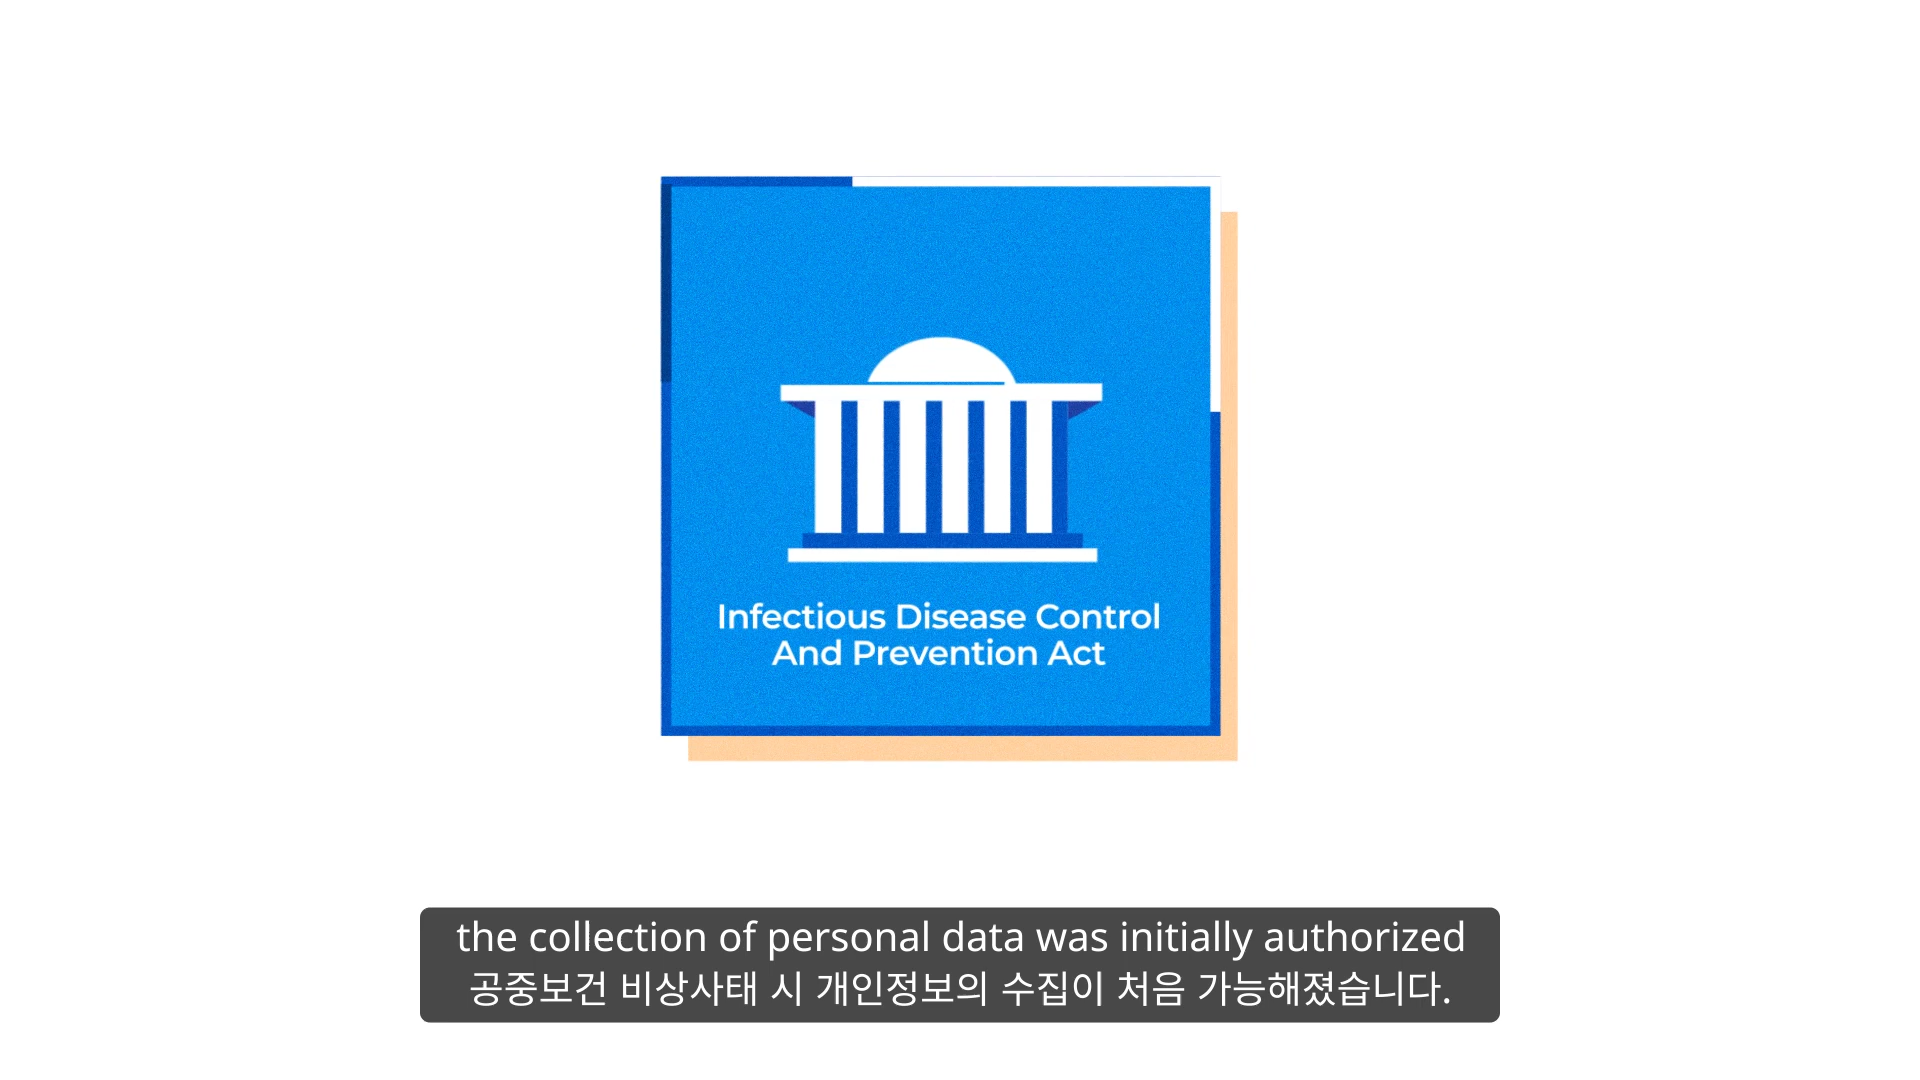 Infectious Disease Control
And Prevention Act
the collection of personal data was initially authorized
공중보건 비상사태 시 개인정보의 수집이 처음 가능해졌습니다.